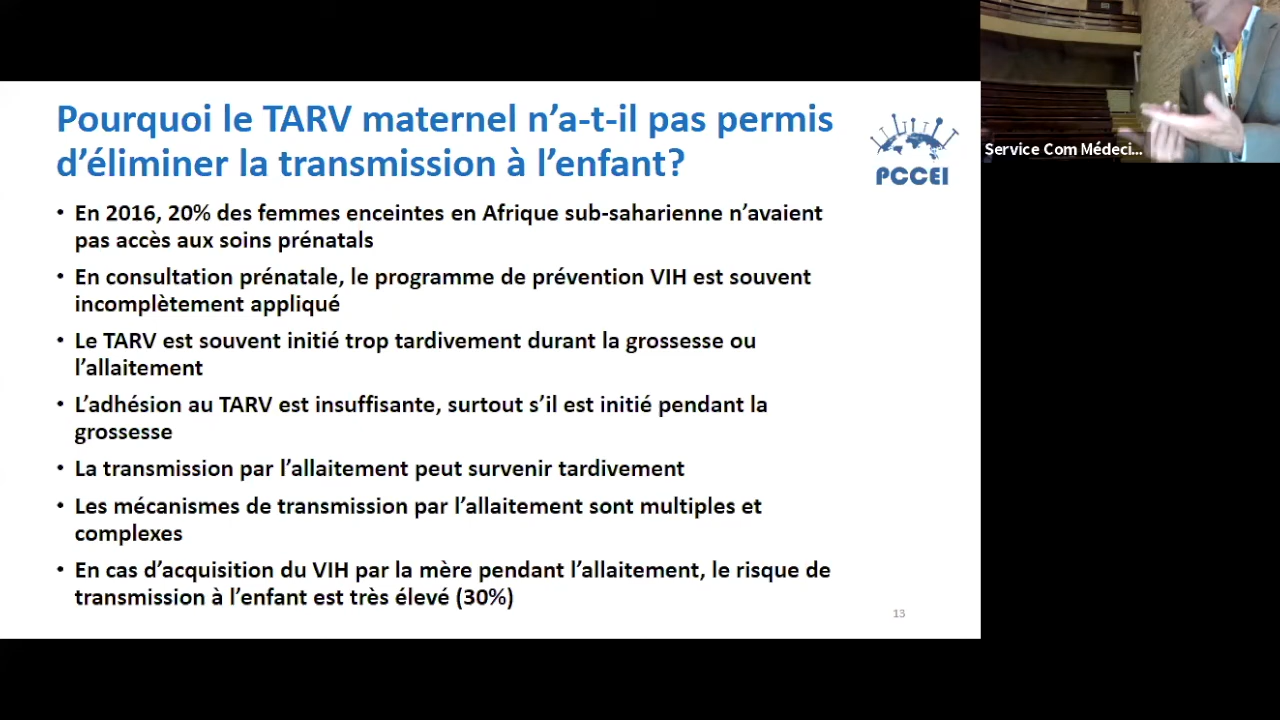 Pourquoi le TARV maternel n’a-t-il pas permis
d’éliminer la transmission à l’enfant?
PCCEI
• En 2016, 20% des femmes enceintes en Afrique sub-saharienne n’avaient
pas accès aux soins prénatals
• En consultation prénatale, le programme de prévention VIH est souvent
incomplètement appliqué
• Le TARV est souvent initié trop tardivement durant la grossesse ou
l’allaitement
• L’adhésion au TARV est insuffisante, surtout s’il est initié pendant la
grossesse
• La transmission par l’allaitement peut survenir tardivement
• Les mécanismes de transmission par l’allaitement sont multiples et
complexes
• En cas d’acquisition du VIH par la mère pendant l’allaitement, le risque de
transmission à l’enfant est très élevé (30%)
13
Service Com Médeci...